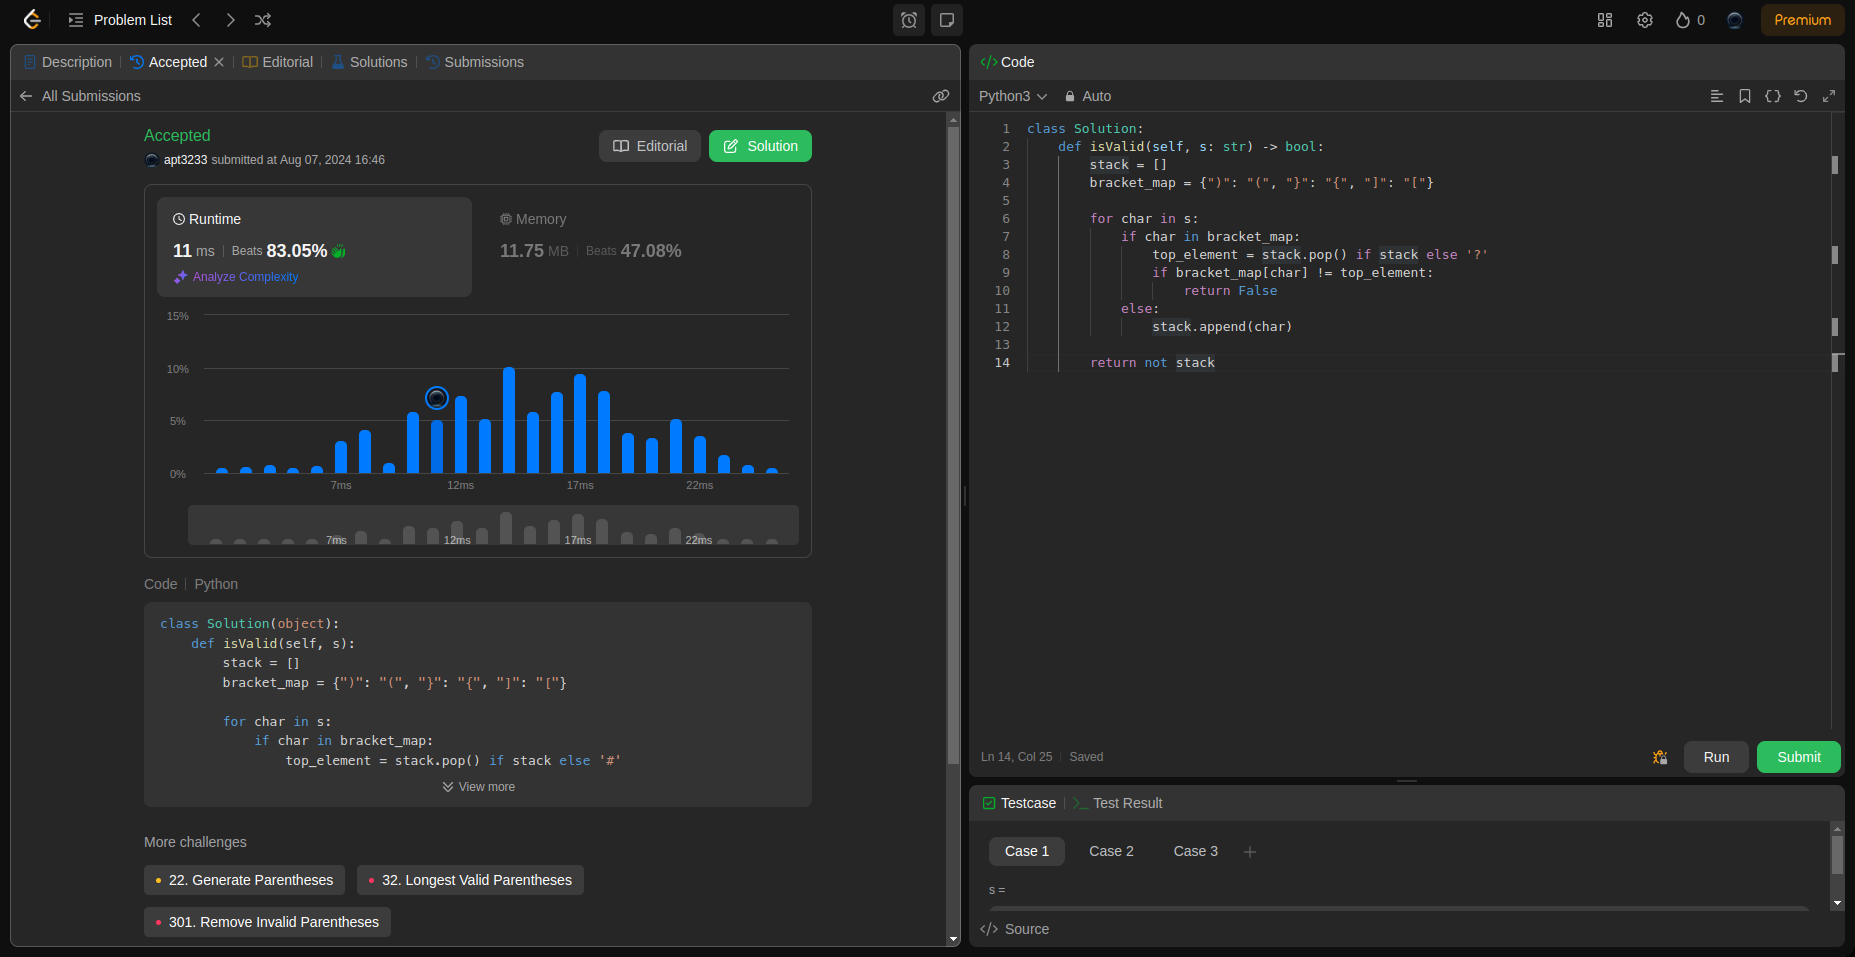 Problem List
0
Premium
Description
Accepted
Editorial
Solutions
Submissions
All Submissions
Accepted
apt3233 submitted at Aug 07, 2024 16:46
Editorial
Solution
Runtime
11 ms
Beats 83.05%
Analyze Complexity
Memory
11.75 MB
Beats 47.08%
15%
10%
5%
0%
7ms
12ms
17ms
22ms
7ms
12ms
17ms
22ms
Code
Python
class Solution(object):
    def isValid(self, s):
        stack = []
        bracket_map = {")": "(", "}": "{", "]": "["}

        for char in s:
            if char in bracket_map:
                top_element = stack.pop() if stack else '#'
View more
More challenges
22. Generate Parentheses
32. Longest Valid Parentheses
301. Remove Invalid Parentheses
</> Code
Python3
Auto
1 class Solution:
2     def isValid(self, s: str) -> bool:
3         stack = []
4         bracket_map = {")": "(", "}": "{", "]": "["}
5
6         for char in s:
7             if char in bracket_map:
8                 top_element = stack.pop() if stack else '?'
9                 if bracket_map[char] != top_element:
10                     return False
11             else:
12                 stack.append(char)
13
14         return not stack
Ln 14, Col 25
Saved
Run
Submit
Testcase
Test Result
Case 1
Case 2
Case 3
s =
</> Source